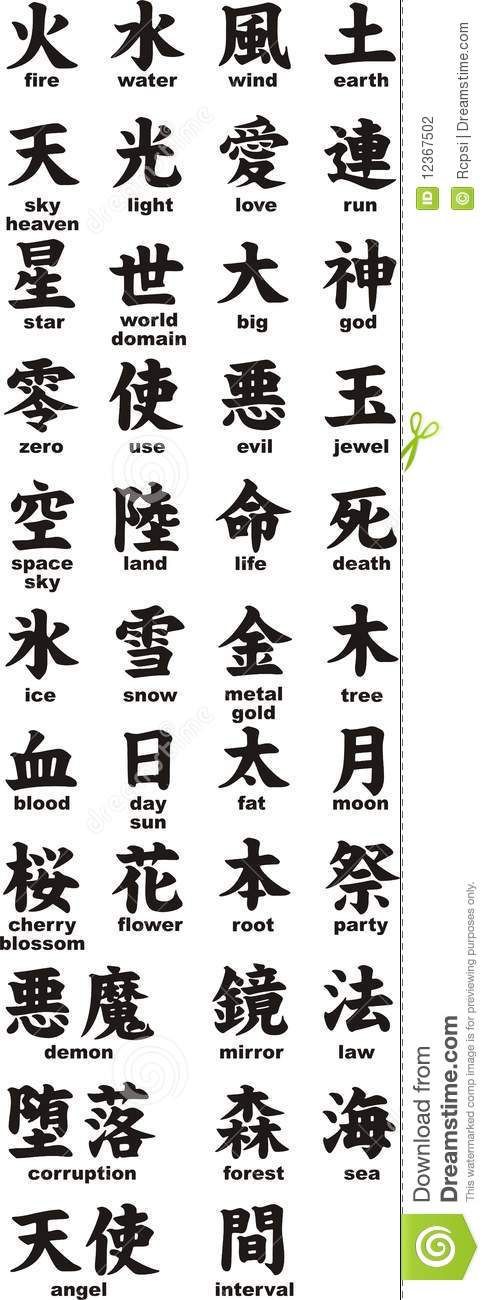 火 水 風 土
fire water wind earth
天 光 愛 連
sky heaven light love run
星 世 大 神
star world domain big god
零 使 悪 玉
zero use evil jewel
空 陸 命 死
space sky land life death
氷 雪 金 木
ice snow metal gold tree
血 日 太 月
blood day sun fat moon
桜 花 本 祭
cherry blossom flower root party
悪魔 鏡 法
demon mirror law
堕落 森 海
corruption forest sea
天使 間
angel interval
ID 12367502
© Rcpsi | Dreamstime.com
Download from
Dreamstime.com
This watermarked comp image is for previewing purposes only.
dreamstime
dreamstime